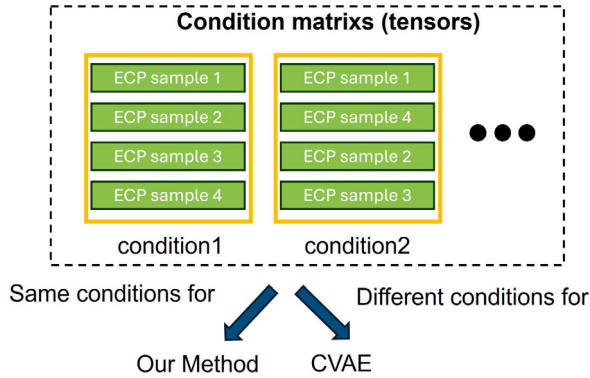 Condition matrixs (tensors)
ECP sample 1
ECP sample 2
ECP sample 3
ECP sample 4
condition1
ECP sample 1
ECP sample 4
ECP sample 2
ECP sample 3
condition2
Same conditions for
Different conditions for
Our Method
CVAE